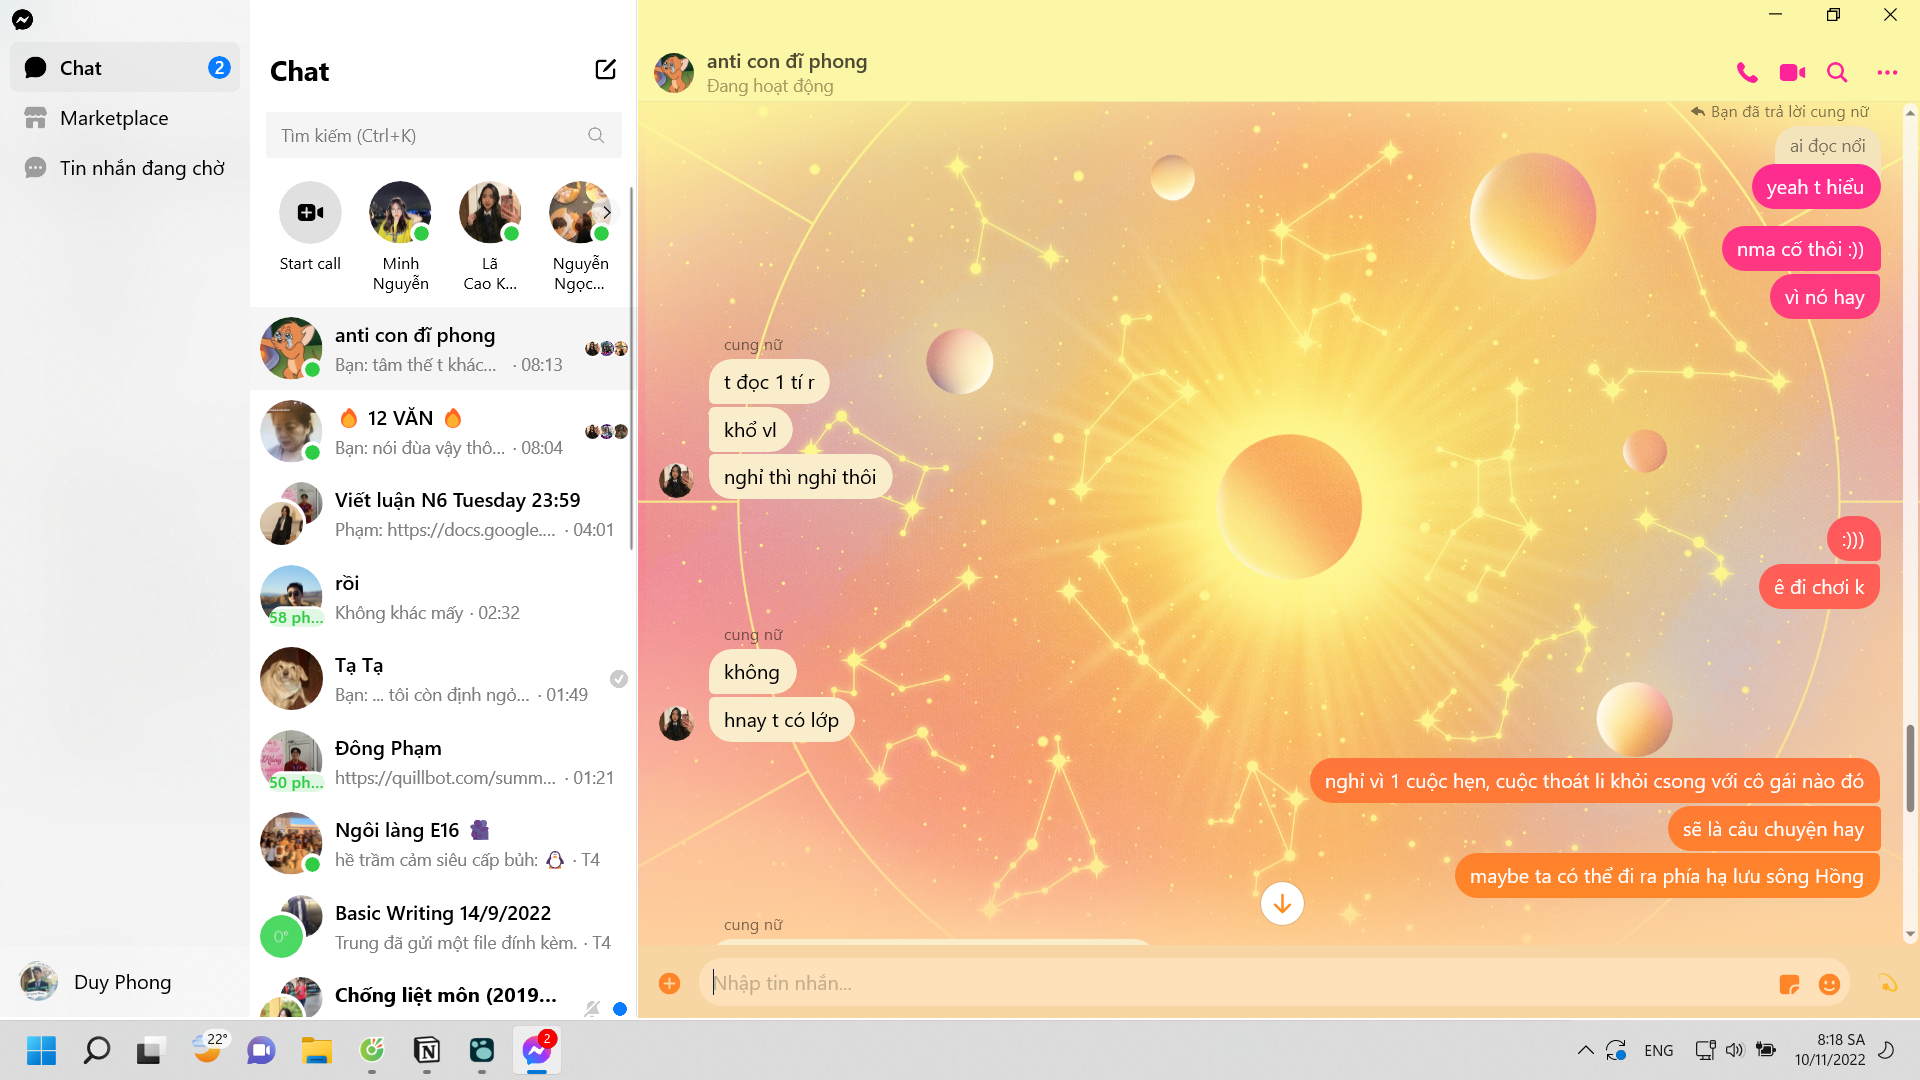 Chat
2
Marketplace
Tin nhắn đang chờ
Duy Phong
Chat
Tìm kiếm (Ctrl+K)
Start call
Minh
Nguyễn
Lã
Cao K...
Nguyễn
Ngọc...
anti con đĩ phong
Bạn: tâm thế t khác... · 08:13
🔥 12 VĂN 🔥
Bạn: nói đùa vậy thô... · 08:04
Viết luận N6 Tuesday 23:59
Phạm: https://docs.google.... · 04:01
rồi
Không khác mấy · 02:32
58 ph...
Tạ Tạ
Bạn: ... tôi còn định ngỏ... · 01:49
Đông Phạm
https://quillbot.com/summ... · 01:21
50 ph...
Ngôi làng E16
hề trầm cảm siêu cấp bủh: 🐧 · T4
Basic Writing 14/9/2022
Trung đã gửi một file đính kèm. · T4
Chống liệt môn (2019...
anti con đĩ phong
Đang hoạt động
Bạn đã trả lời cung nữ
ai đọc nổi
yeah t hiểu
nma cố thôi :))
vì nó hay
cung nữ
t đọc 1 tí r
khổ vl
nghỉ thì nghỉ thôi
:)))
ê đi chơi k
cung nữ
không
hnay t có lớp
nghỉ vì 1 cuộc hẹn, cuộc thoát li khỏi csong với cô gái nào đó
sẽ là câu chuyện hay
maybe ta có thể đi ra phía hạ lưu sông Hồng
cung nữ
Nhập tin nhắn...
22°
2
ENG
8:18 SA
10/11/2022